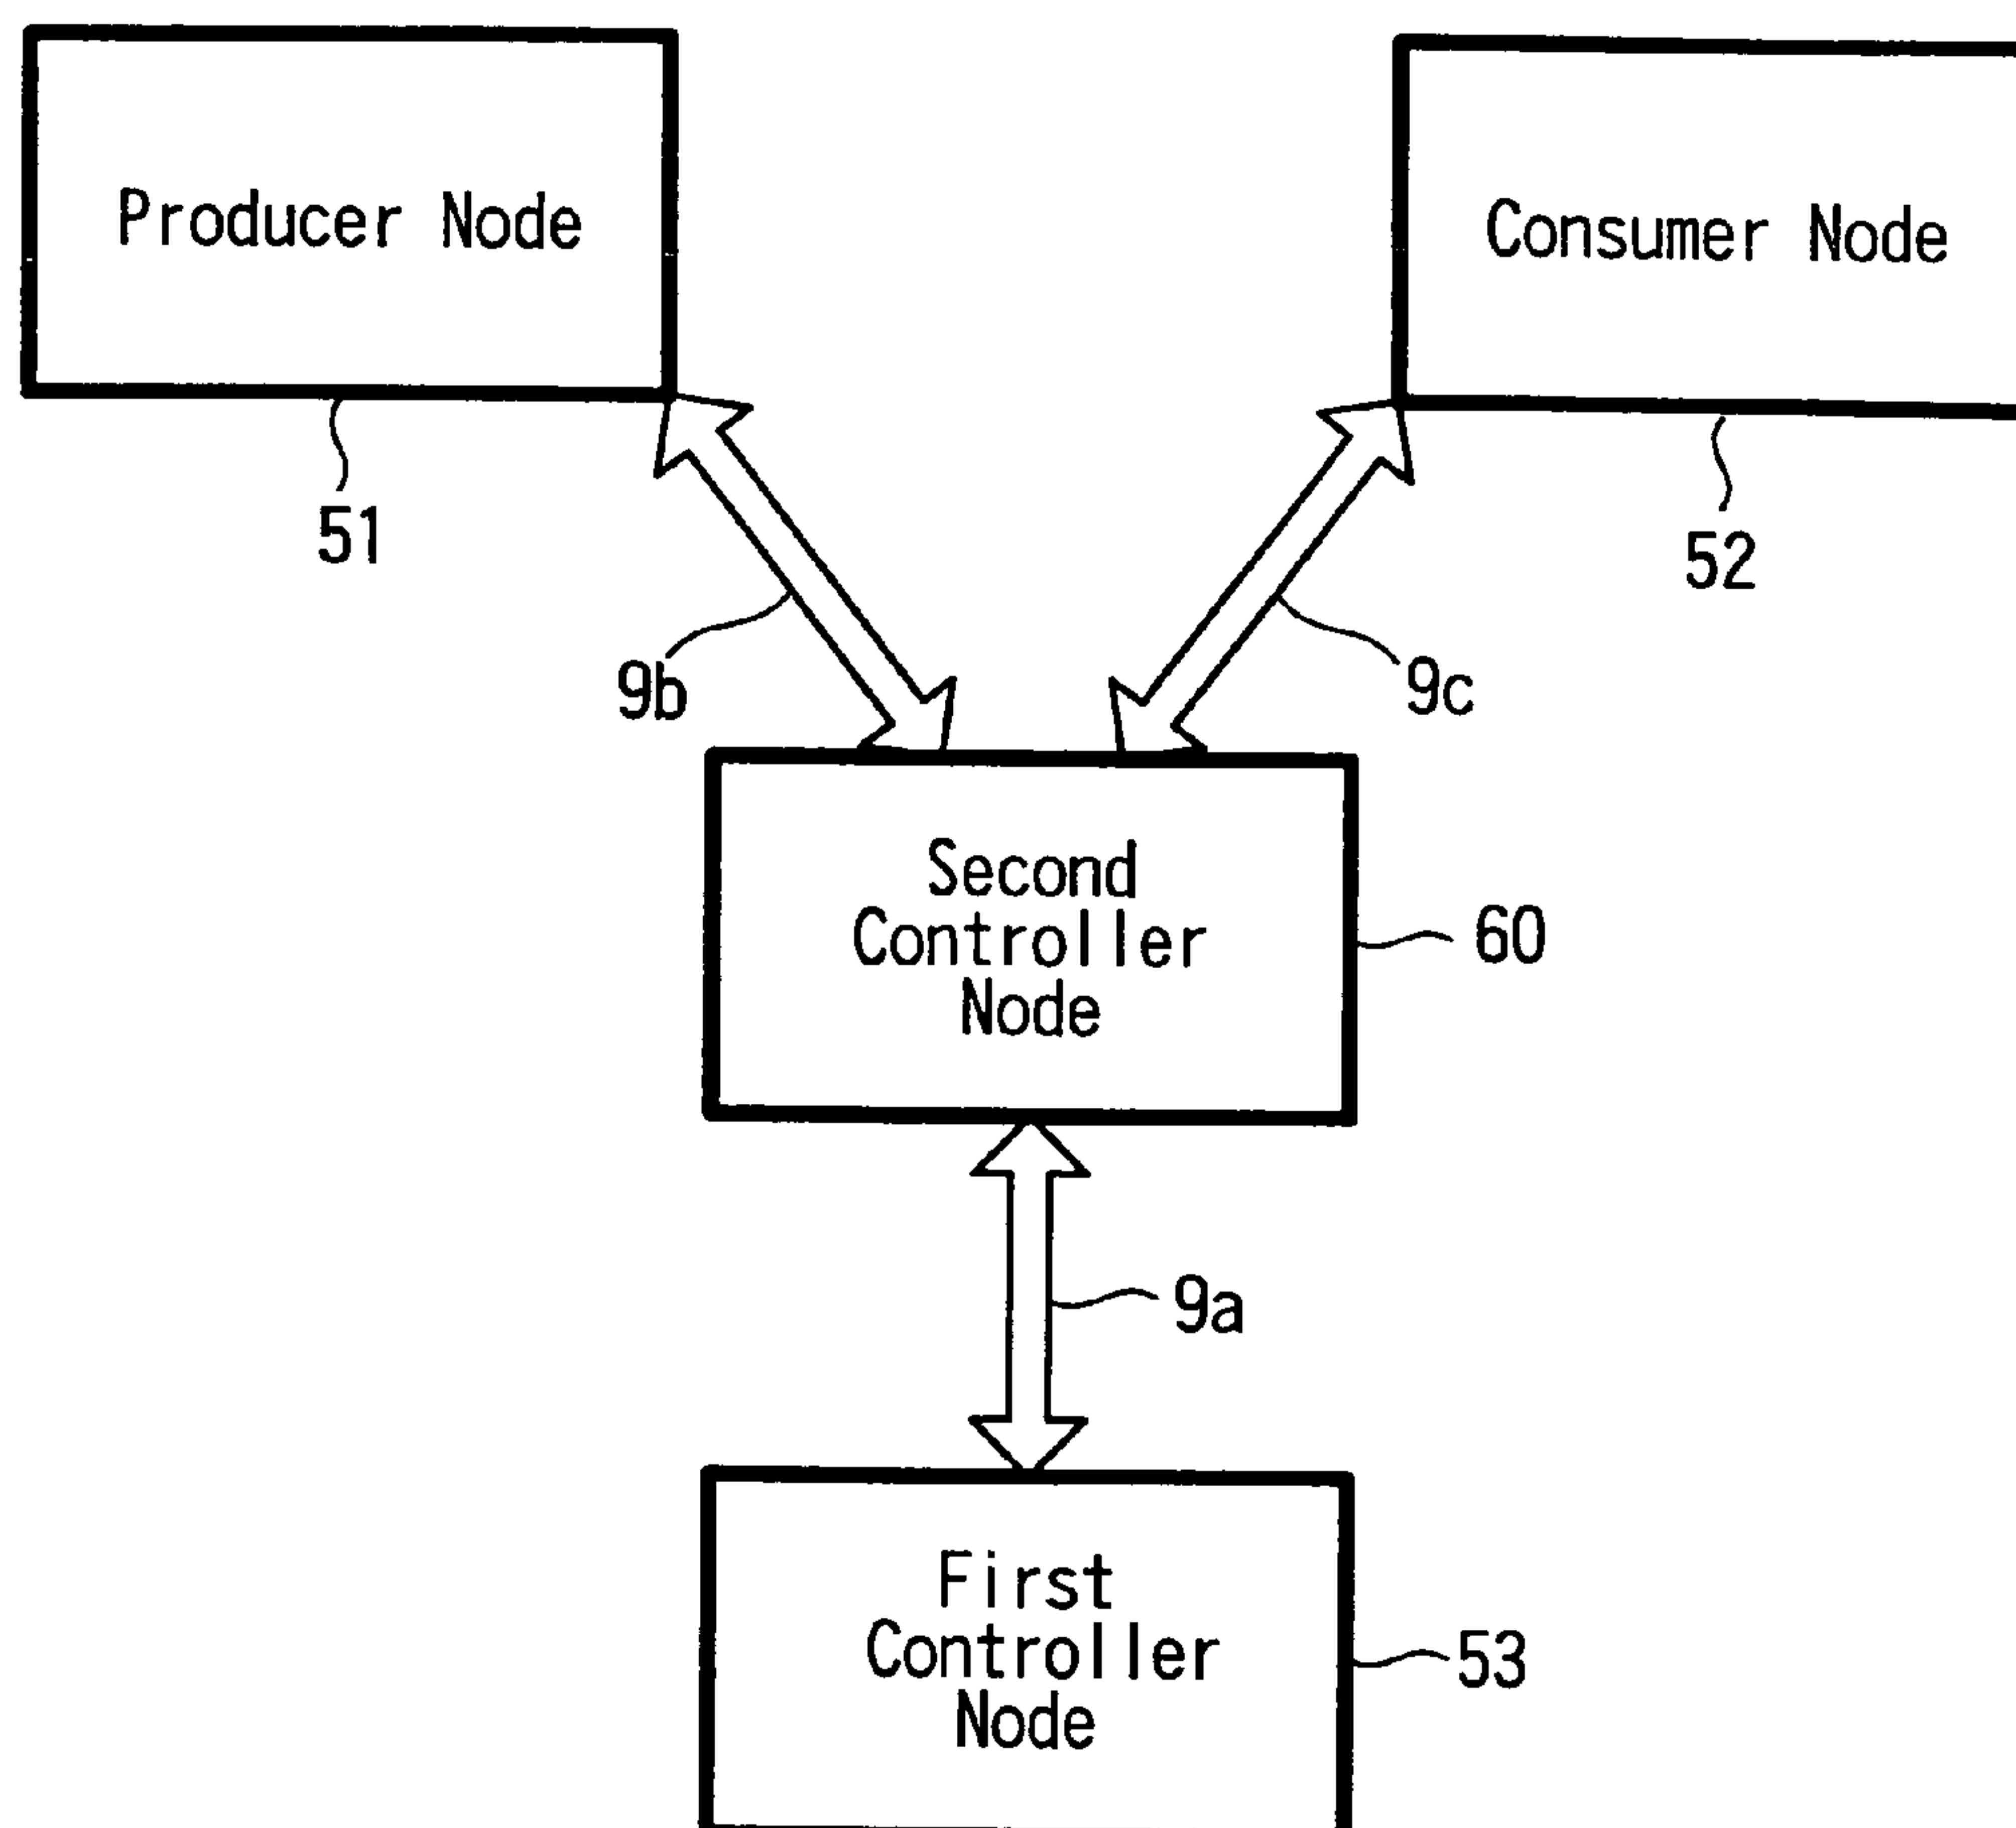 Producer Node
Consumer Node
51
52
9b
9c
Second
Controller
Node
60
9a
First
Controller
Node
53